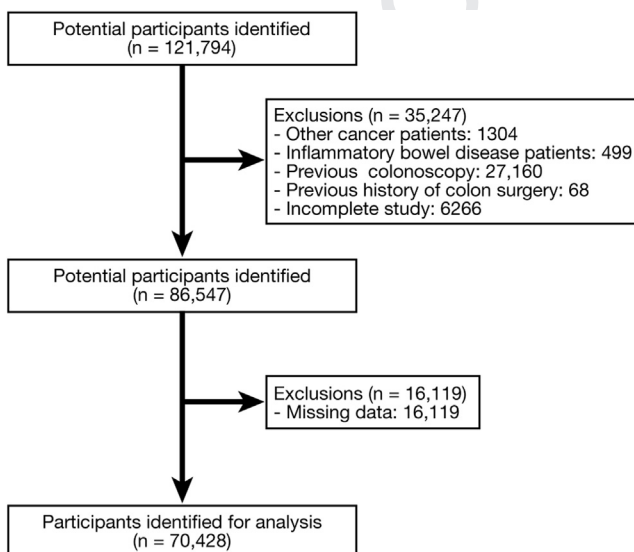 Potential participants identified
(n = 121,794)
Exclusions (n = 35,247)
- Other cancer patients: 1304
- Inflammatory bowel disease patients: 499
- Previous colonoscopy: 27,160
- Previous history of colon surgery: 68
- Incomplete study: 6266
Potential participants identified
(n = 86,547)
Exclusions (n = 16,119)
- Missing data: 16,119
Participants identified for analysis
(n = 70,428)